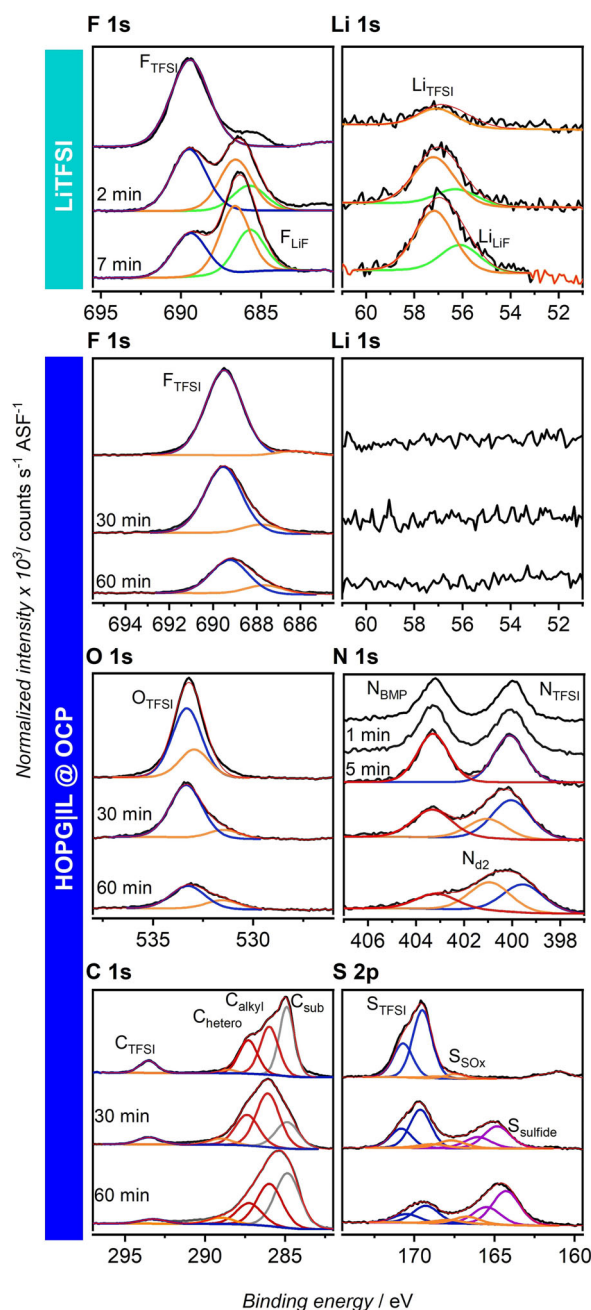 F 1s
Li 1s
LiTFSI
F_TFSI
Li_TFSI
2 min
7 min
F_LiF
Li_LiF
695 690 685
60 58 56 54 52
F 1s
Li 1s
HOPG|IL @ OCP
Normalized intensity x 10³/ counts s⁻¹ ASF⁻¹
F_TFSI
30 min
60 min
694 692 690 688 686
60 58 56 54 52
O 1s
N 1s
O_TFSI
N_BMP
N_TFSI
1 min
5 min
30 min
60 min
N_d2
535 530
406 404 402 400 398
C 1s
S 2p
C_TFSI
C_hetero
C_alkyl
C_sub
S_TFSI
S_SOx
30 min
S_sulfide
60 min
295 290 285
170 165 160
Binding energy / eV